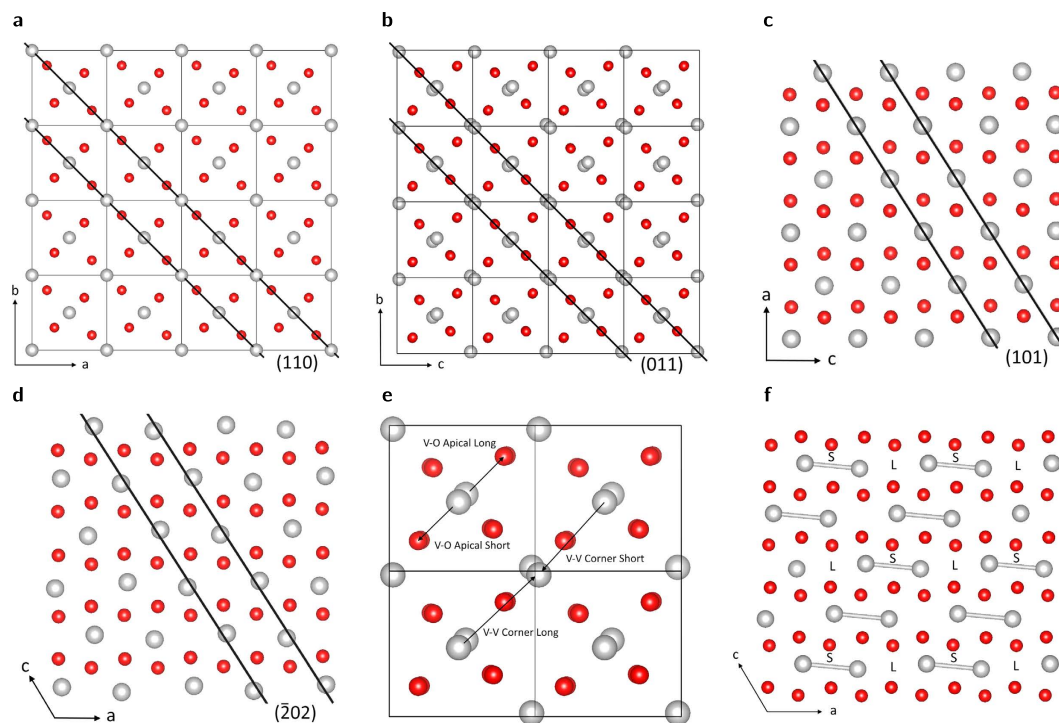 a
b
a
(110)
b
b
c
(011)
c
a
c
(101)
d
c
a
(2̄02)
e
V-O Apical Long
V-O Apical Short
V-V Corner Short
V-V Corner Long
f
S
L
S
L
L
S
L
S
S
L
S
L
c
a